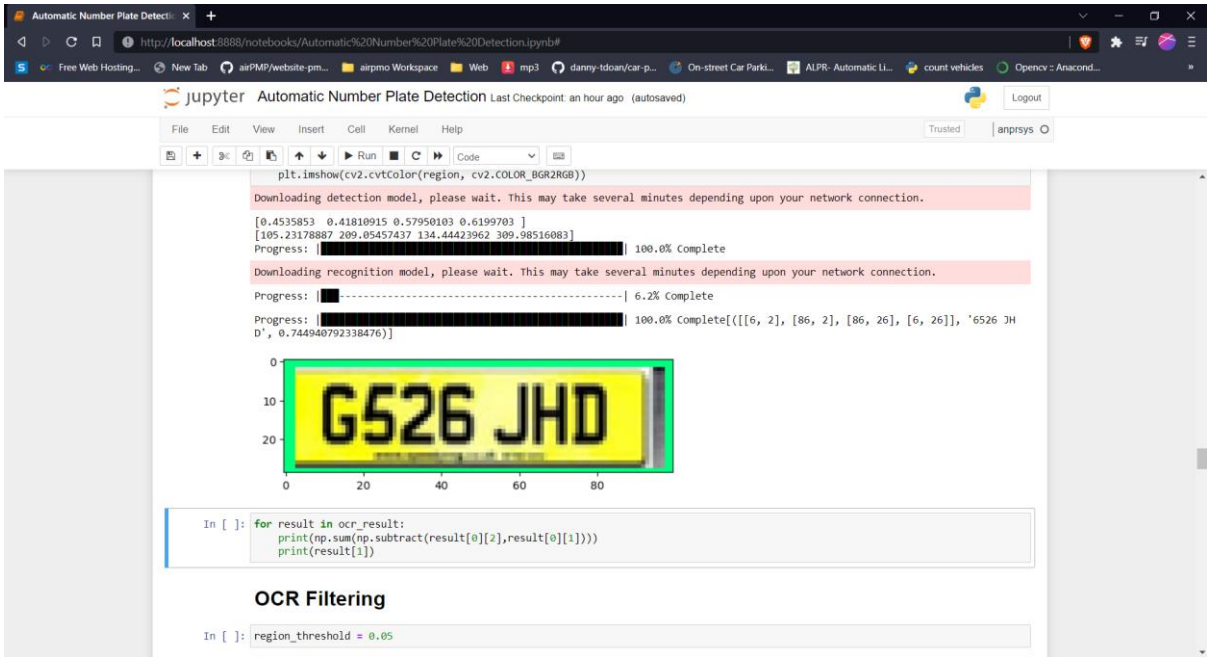 Automatic Number Plate Detectio
http://localhost:8888/notebooks/Automatic%20Number%20Plate%20Detection.ipynb#
Free Web Hosting... New Tab airPMP/website-pm... airpmo Workspace Web mp3 danny-tdoan/car-p... On-street Car Parki... ALPR- Automatic Li... count vehicles Opencv :: Anacond... »
jupyter Automatic Number Plate Detection Last Checkpoint: an hour ago (autosaved) Logout
File Edit View Insert Cell Kernel Help Trusted anprsys
Run Code
plt.imshow(cv2.cvtColor(region, cv2.COLOR_BGR2RGB))
Downloading detection model, please wait. This may take several minutes depending upon your network connection.
[0.4535853 0.41810915 0.57950103 0.6199703 ]
[105.23178887 209.05457437 134.44423962 309.98516083]
Progress: |██████████████████████████████████████████████████| 100.0% Complete
Downloading recognition model, please wait. This may take several minutes depending upon your network connection.
Progress: |███-----------------------------------------------| 6.2% Complete
Progress: |██████████████████████████████████████████████████| 100.0% Complete[([[6, 2], [86, 2], [86, 26], [6, 26]], '6526 JH
D', 0.744940792338476)]
0
10
20
G526 JHD
0 20 40 60 80
In [ ]: for result in ocr_result:
print(np.sum(np.subtract(result[0][2],result[0][1])))
print(result[1])
OCR Filtering
In [ ]: region_threshold = 0.05